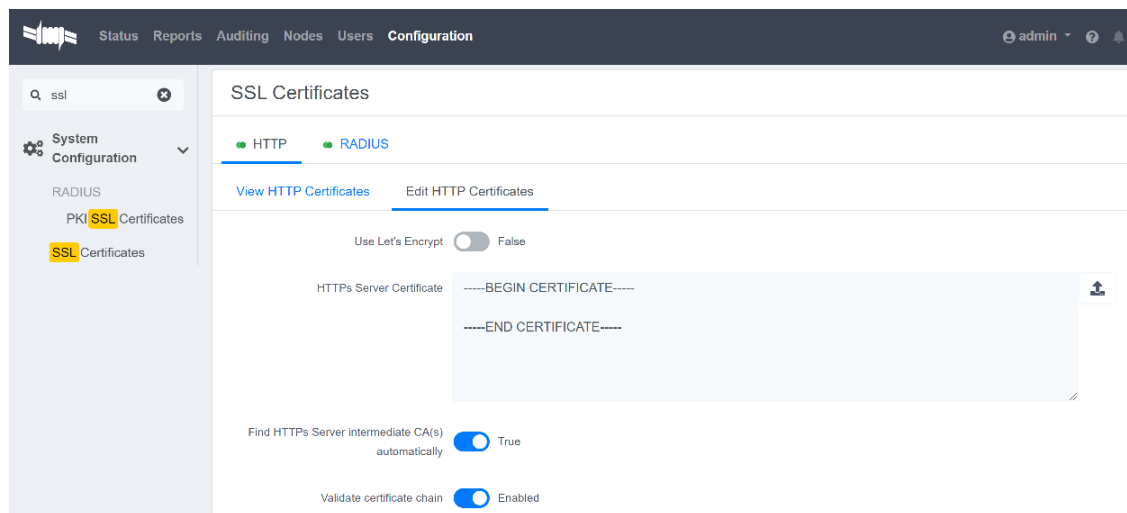 Status Reports Auditing Nodes Users Configuration admin
ssl
System
Configuration
RADIUS
PKI SSL Certificates
SSL Certificates
SSL Certificates
HTTP RADIUS
View HTTP Certificates Edit HTTP Certificates
Use Let's Encrypt False
HTTPs Server Certificate -----BEGIN CERTIFICATE-----
-----END CERTIFICATE-----
Find HTTPs Server intermediate CA(s)
automatically True
Validate certificate chain Enabled